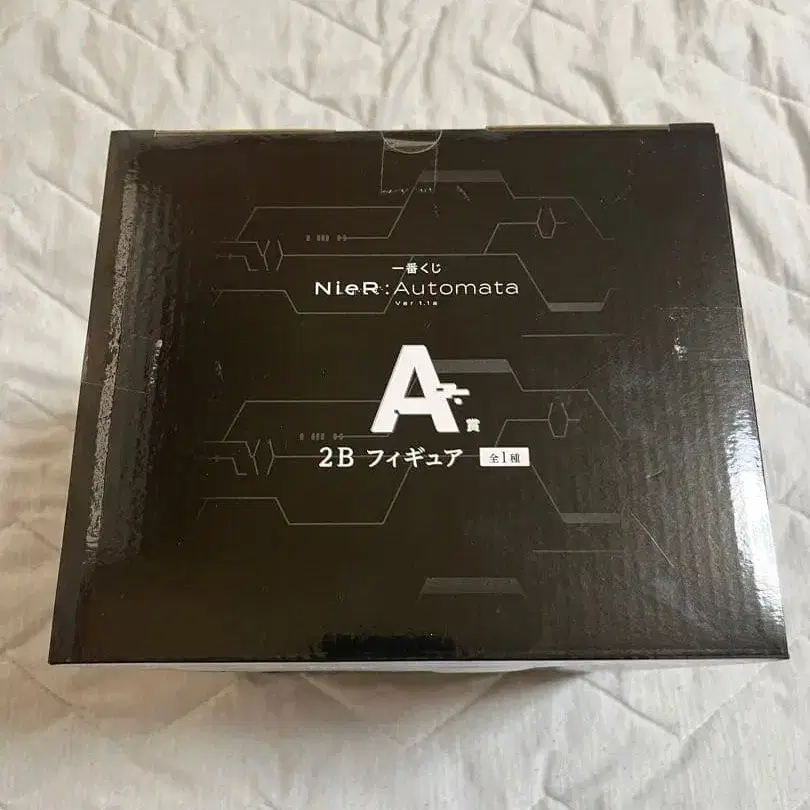 一番くじ
NieR:Automata
Ver1.1a
A賞
2B フィギュア 全1種